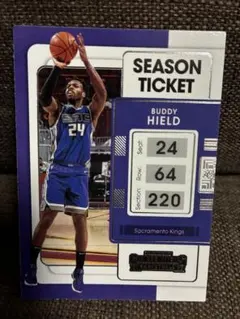 SEASON
TICKET
BUDDY
HIELD
Seat
24
Row
64
Section
220
Sacramento Kings
24